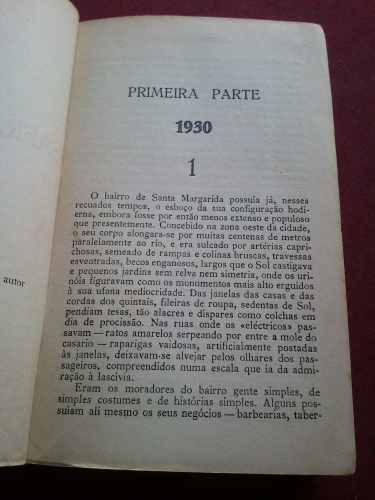 PRIMEIRA PARTE
1930
1
O bairro de Santa Margarida possuia já, nesses
recuados tempos, o esboço da sua configuração hodi-
erna, embora fosse por então menos extenso e populoso
que presentemente. Concebido na zona oeste da cidade,
o seu corpo alongara-se por muitas centenas de metros
paralelamente ao rio, e era sulcado por artérias capri-
chosas, semeado de rampas e colinas bruscas, travessas
esventradas, becos enganosos, largos que o Sol castigava
e pequenos jardins sem relva nem simetria, onde os uri-
nóis figuravam como os monumentos mais alto erguidos
à sua ufana mediocridade. Das janelas das casas e das
cordas dos quintais, fileiras de roupa, sedentas de Sol,
pendiam tesas, tão alacres e díspares como colchas em
dia de procissão. Nas ruas onde os «eléctricos» pas-
savam — ratos amarelos serpeando por entre a mole do
casario — raparigas vaidosas, artificialmente postadas
às janelas, deixavam-se alvejar pelos olhares dos pas-
sageiros, compreendidos numa escala que ia da admi-
ração à lascívia.
Eram os moradores do bairro gente simples, de
simples costumes e de histórias simples. Alguns pos-
suiam ali mesmo os seus negócios — barbearias, taber-
autor